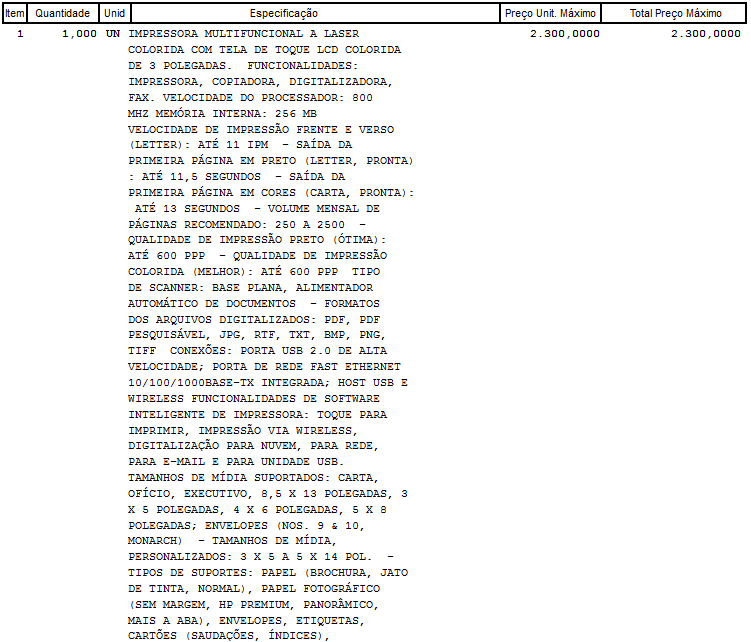 Item Quantidade Unid Especificação Preço Unit. Máximo Total Preço Máximo
1 1,000 UN IMPRESSORA MULTIFUNCIONAL A LASER 2.300,0000 2.300,0000
COLORIDA COM TELA DE TOQUE LCD COLORIDA
DE 3 POLEGADAS. FUNCIONALIDADES:
IMPRESSORA, COPIADORA, DIGITALIZADORA,
FAX. VELOCIDADE DO PROCESSADOR: 800
MHZ MEMÓRIA INTERNA: 256 MB
VELOCIDADE DE IMPRESSÃO FRENTE E VERSO
(LETTER): ATÉ 11 IPM - SAÍDA DA
PRIMEIRA PÁGINA EM PRETO (LETTER, PRONTA)
: ATÉ 11,5 SEGUNDOS - SAÍDA DA
PRIMEIRA PÁGINA EM CORES (CARTA, PRONTA):
ATÉ 13 SEGUNDOS - VOLUME MENSAL DE
PÁGINAS RECOMENDADO: 250 A 2500 -
QUALIDADE DE IMPRESSÃO PRETO (ÓTIMA):
ATÉ 600 PPP - QUALIDADE DE IMPRESSÃO
COLORIDA (MELHOR): ATÉ 600 PPP TIPO
DE SCANNER: BASE PLANA, ALIMENTADOR
AUTOMÁTICO DE DOCUMENTOS - FORMATOS
DOS ARQUIVOS DIGITALIZADOS: PDF, PDF
PESQUISÁVEL, JPG, RTF, TXT, BMP, PNG,
TIFF CONEXÕES: PORTA USB 2.0 DE ALTA
VELOCIDADE; PORTA DE REDE FAST ETHERNET
10/100/1000BASE-TX INTEGRADA; HOST USB E
WIRELESS FUNCIONALIDADES DE SOFTWARE
INTELIGENTE DE IMPRESSORA: TOQUE PARA
IMPRIMIR, IMPRESSÃO VIA WIRELESS,
DIGITALIZAÇÃO PARA NUVEM, PARA REDE,
PARA E-MAIL E PARA UNIDADE USB.
TAMANHOS DE MÍDIA SUPORTADOS: CARTA,
OFÍCIO, EXECUTIVO, 8,5 X 13 POLEGADAS, 3
X 5 POLEGADAS, 4 X 6 POLEGADAS, 5 X 8
POLEGADAS; ENVELOPES (NOS. 9 & 10,
MONARCH) - TAMANHOS DE MÍDIA,
PERSONALIZADOS: 3 X 5 A 5 X 14 POL. -
TIPOS DE SUPORTES: PAPEL (BROCHURA, JATO
DE TINTA, NORMAL), PAPEL FOTOGRÁFICO
(SEM MARGEM, HP PREMIUM, PANORÂMICO,
MAIS A ABA), ENVELOPES, ETIQUETAS,
CARTÕES (SAUDAÇÕES, ÍNDICES),